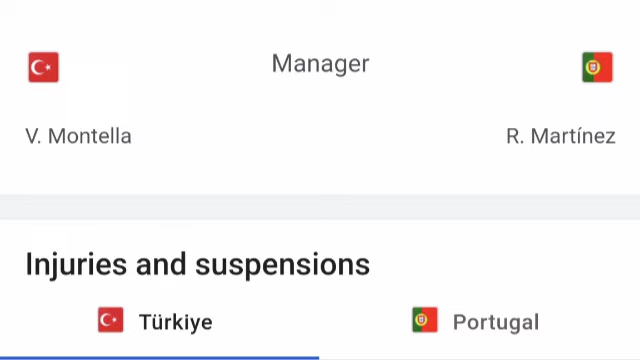 Manager
V. Montella R. Martínez
Injuries and suspensions
Türkiye Portugal